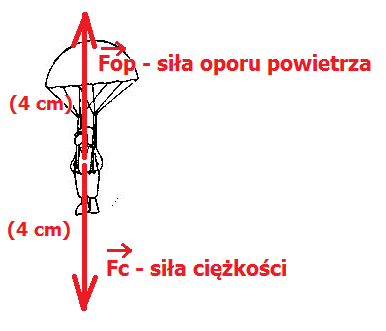 Fop - siła oporu powietrza
(4 cm)
(4 cm)
Fc - siła ciężkości